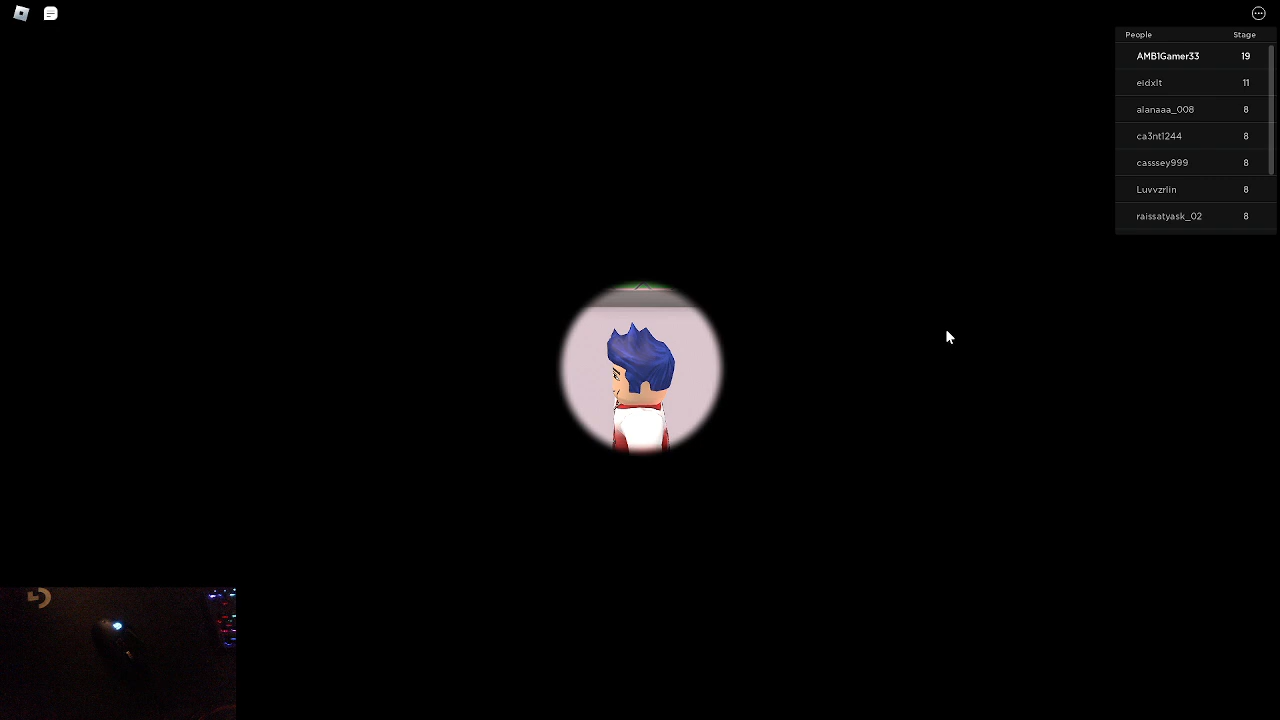 People Stage
AMB1Gamer33 19
eidxlt 11
alanaaa_008 8
ca3nt1244 8
casssey999 8
Luvvzrlin 8
raissatyask_02 8